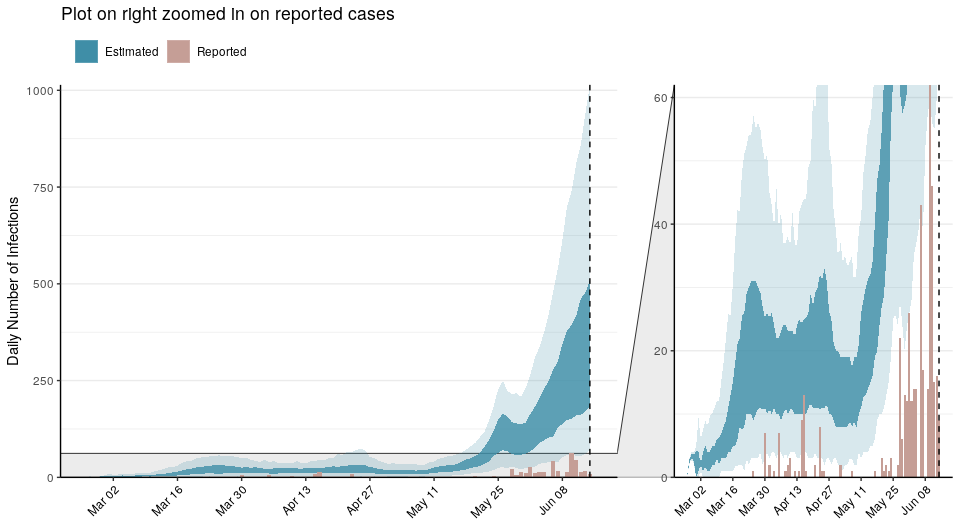 Plot on right zoomed in on reported cases
Estimated Reported
Daily Number of Infections
1000
750
500
250
0
Mar 02 Mar 16 Mar 30 Apr 13 Apr 27 May 11 May 25 Jun 08
60
40
20
0
Mar 02 Mar 16 Mar 30 Apr 13 Apr 27 May 11 May 25 Jun 08